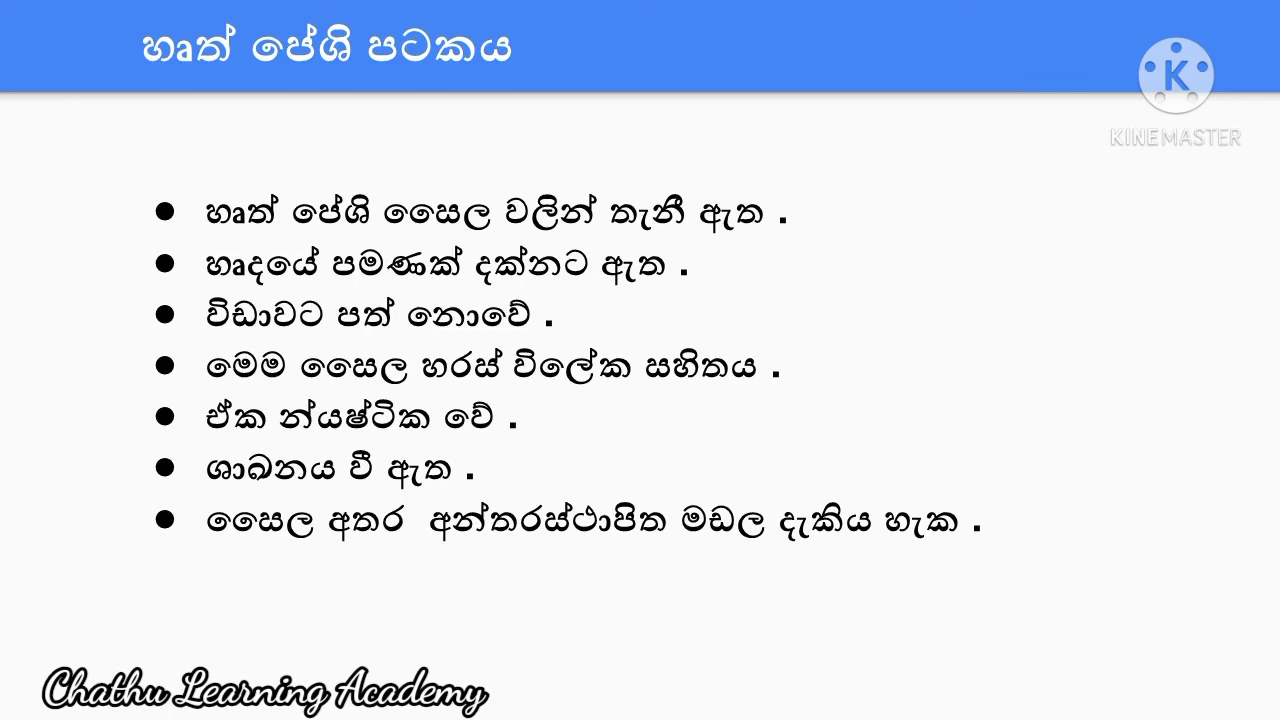 හෘත් පේශි පටකය
KINEMASTER
● හෘත් පේශි සෛල වලින් තැනී ඇත .
● හෘදයේ පමණක් දක්නට ඇත .
● විඩාවට පත් නොවේ .
● මෙම සෛල හරස් විලේක සහිතය .
● ඒක න්යෂ්ටික වේ .
● ශාඛනය වී ඇත .
● සෛල අතර අන්තරස්ථාපිත මඩල දැකිය හැක .
Chathu Learning Academy